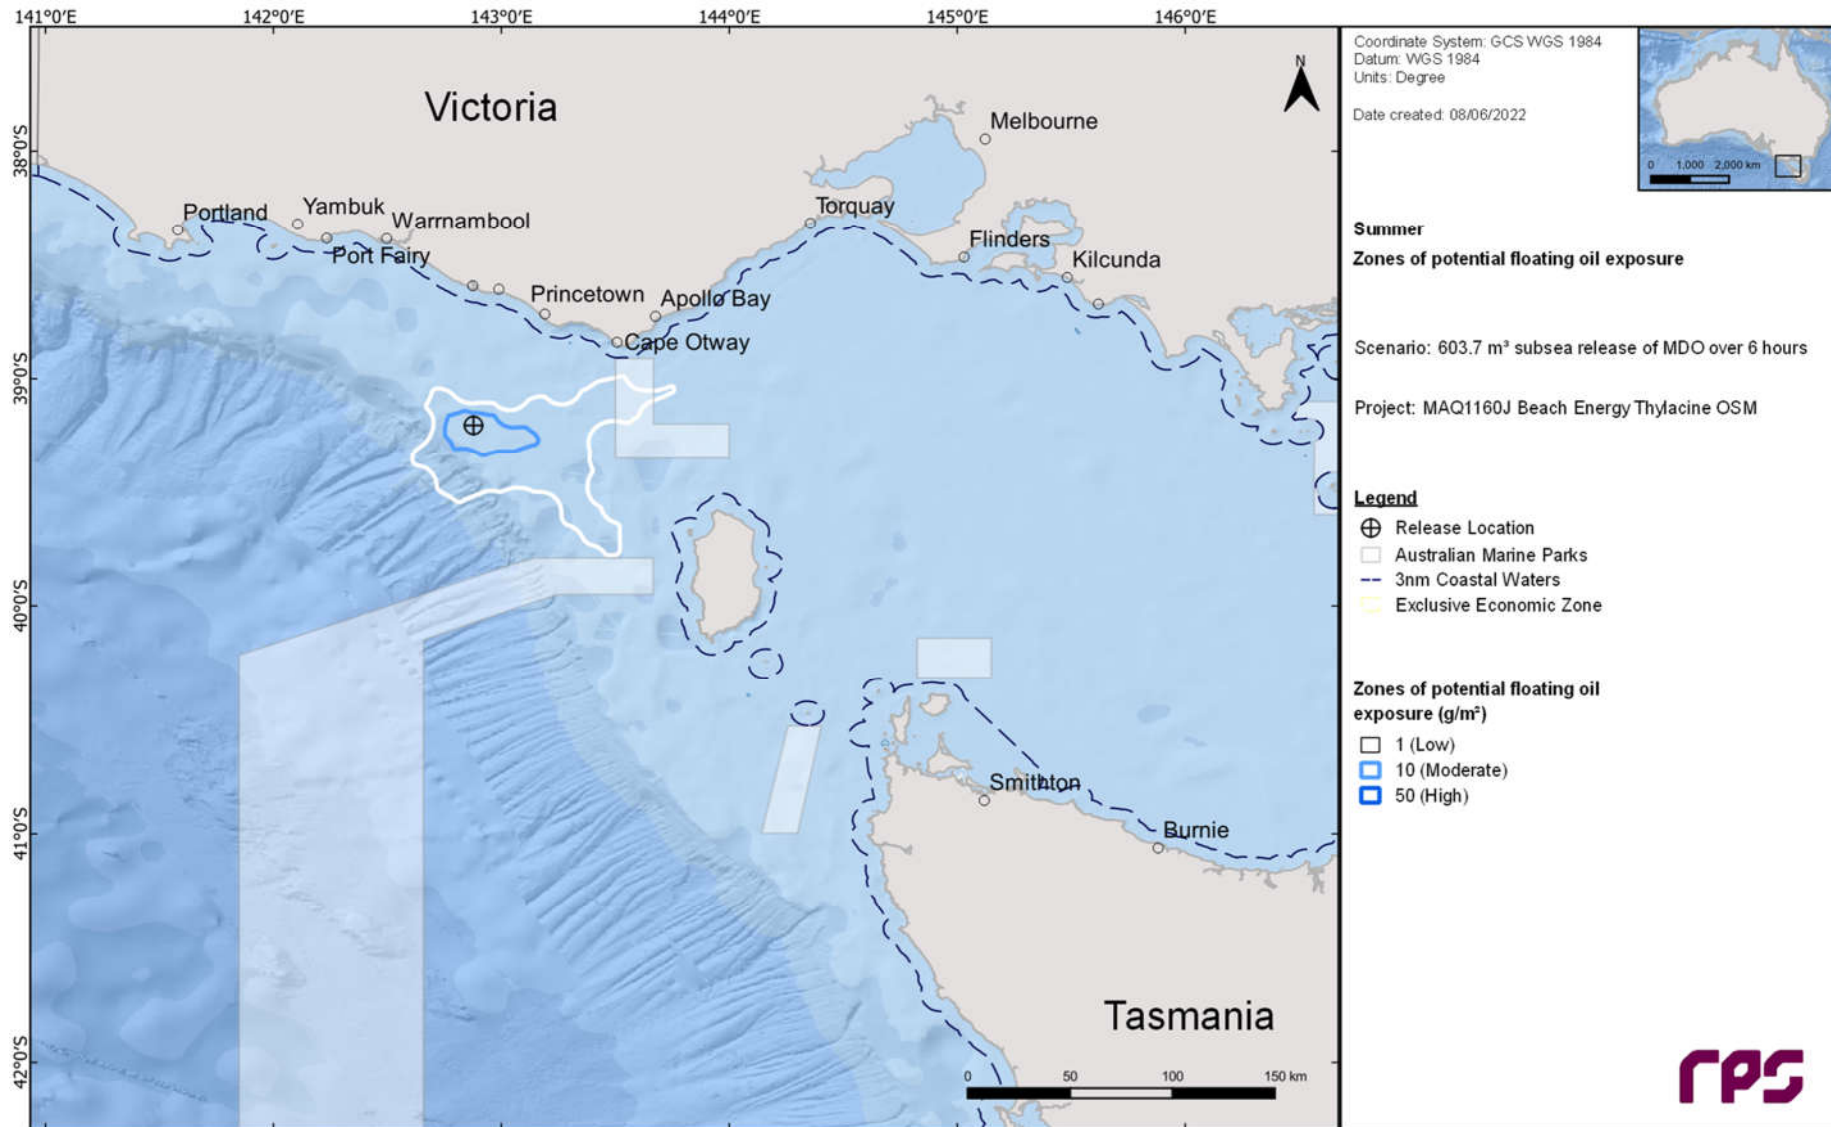 141°0'E 142°0'E 143°0'E 144°0'E 145°0'E 146°0'E
38°0'S
39°0'S
40°0'S
41°0'S
42°0'S
Victoria
N
Melbourne
Portland
Yambuk
Warrnambool
Port Fairy
Torquay
Flinders
Kilcunda
Princetown
Apollo Bay
Cape Otway
Smithton
Burnie
Tasmania
0 50 100 150 km
Coordinate System: GCS WGS 1984
Datum: WGS 1984
Units: Degree
Date created: 08/06/2022
0 1,000 2,000 km
Summer
Zones of potential floating oil exposure
Scenario: 603.7 m³ subsea release of MDO over 6 hours
Project: MAQ1160J Beach Energy Thylacine OSM
Legend
Release Location
Australian Marine Parks
3nm Coastal Waters
Exclusive Economic Zone
Zones of potential floating oil
exposure (g/m²)
1 (Low)
10 (Moderate)
50 (High)
rps